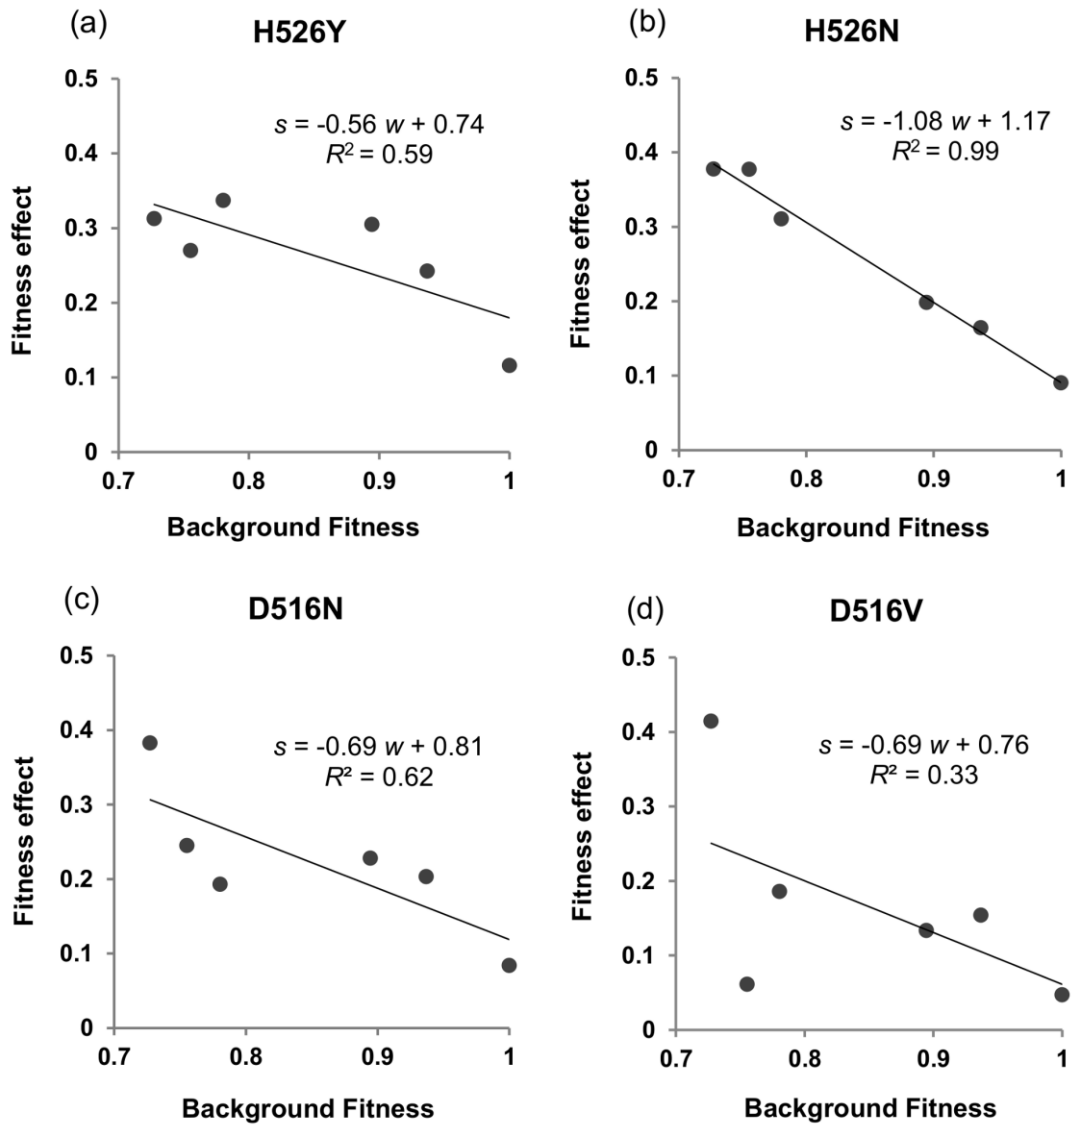 (a)
H526Y
0.5
0.4
0.3
0.2
0.1
0
s = -0.56 w + 0.74
R² = 0.59
Fitness effect
0.7 0.8 0.9 1
Background Fitness
(b)
H526N
0.5
0.4
0.3
0.2
0.1
0
s = -1.08 w + 1.17
R² = 0.99
Fitness effect
0.7 0.8 0.9 1
Background Fitness
(c)
D516N
0.5
0.4
0.3
0.2
0.1
0
s = -0.69 w + 0.81
R² = 0.62
Fitness effect
0.7 0.8 0.9 1
Background Fitness
(d)
D516V
0.5
0.4
0.3
0.2
0.1
0
s = -0.69 w + 0.76
R² = 0.33
Fitness effect
0.7 0.8 0.9 1
Background Fitness